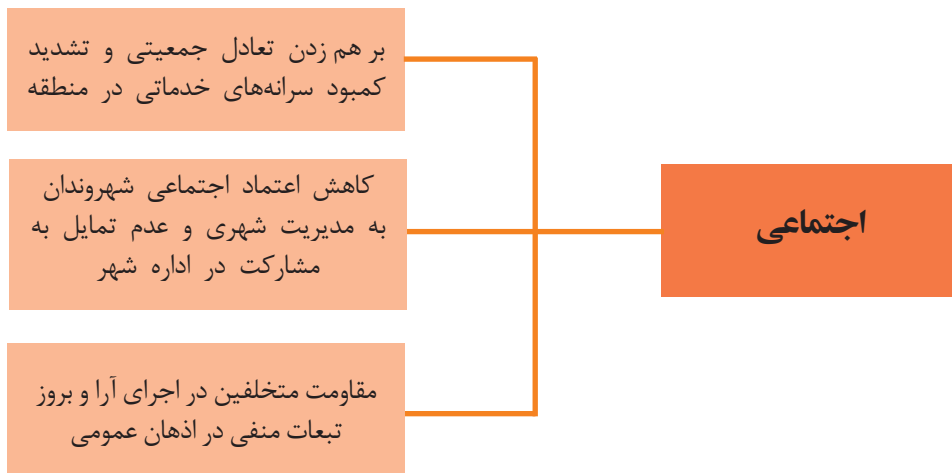 اجتماعی
بر هم زدن تعادل جمعیتی و تشدید
کمبود سرانه‌های خدماتی در منطقه
کاهش اعتماد اجتماعی شهروندان
به مدیریت شهری و عدم تمایل به
مشارکت در اداره شهر
مقاومت متخلفین در اجرای آرا و بروز
تبعات منفی در اذهان عمومی